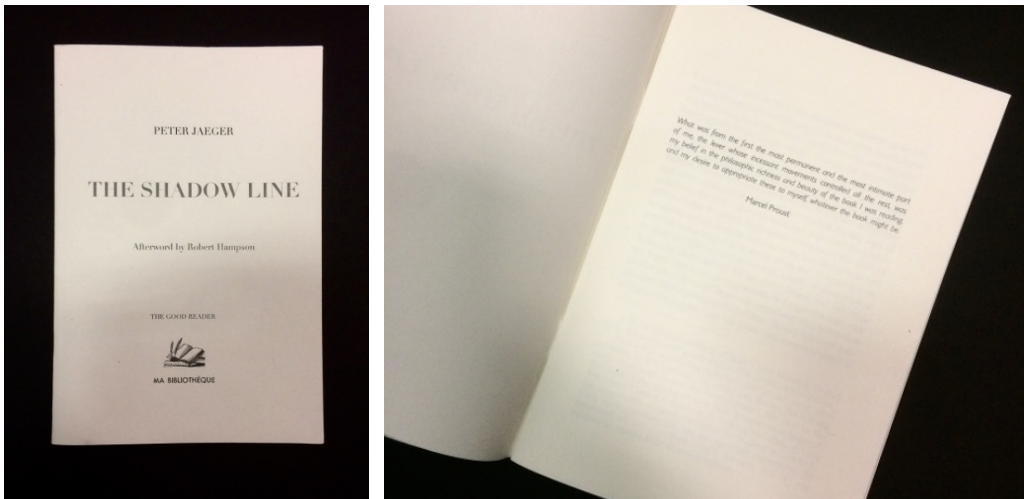 PETER JAEGER
THE SHADOW LINE
Afterword by Robert Hampson
THE GOOD READER
MA BIBLIOTHÈQUE
What was from the first the most permanent and the most intimate part
of me, the lever whose incessant movements controlled all the rest, was
my belief in the philosophic richness and beauty of the book I was reading,
and my desire to appropriate these to myself, whatever the book might be.
Marcel Proust